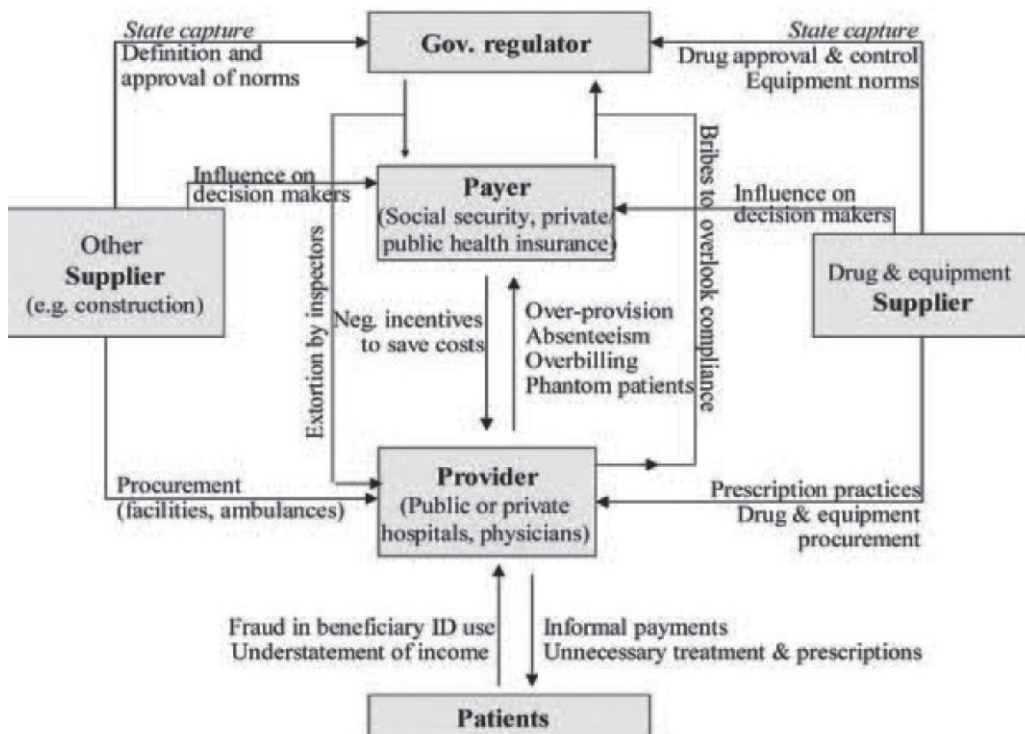 State capture
Definition and
approval of norms
Gov. regulator
State capture
Drug approval & control
Equipment norms
Influence on
decision makers
Payer
(Social security, private/
public health insurance)
Influence on
decision makers
Other
Supplier
(e.g. construction)
Drug & equipment
Supplier
Extortion by inspectors
Bribes to overlook compliance
Neg. incentives
to save costs
Over-provision
Absenteeism
Overbilling
Phantom patients
Procurement
(facilities, ambulances)
Provider
(Public or private
hospitals, physicians)
Prescription practices
Drug & equipment
procurement
Fraud in beneficiary ID use
Understatement of income
Informal payments
Unnecessary treatment & prescriptions
Patients